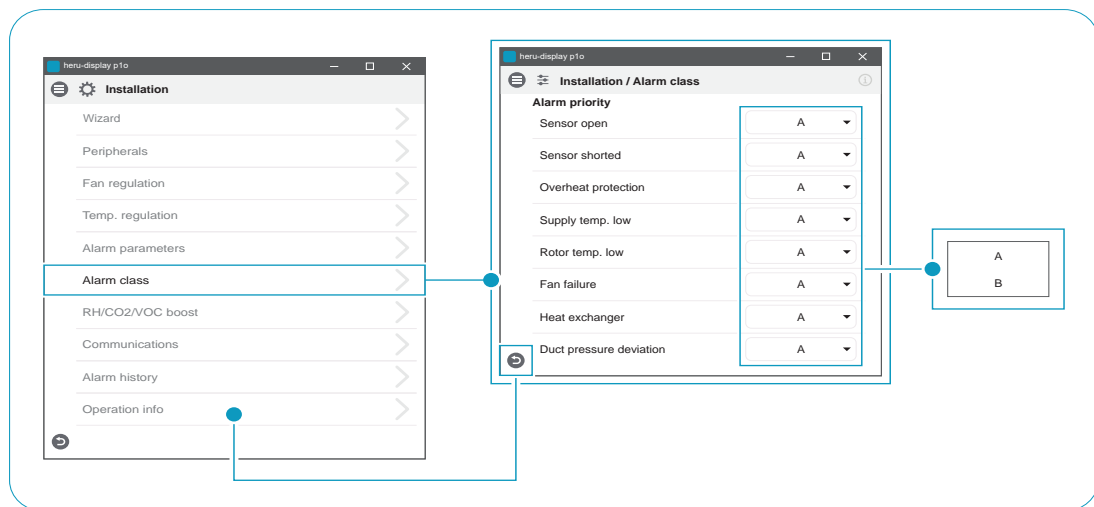 heru-display p1o
Installation
Wizard
Peripherals
Fan regulation
Temp. regulation
Alarm parameters
Alarm class
RH/CO2/VOC boost
Communications
Alarm history
Operation info
heru-display p1o
Installation / Alarm class
Alarm priority
Sensor open A
Sensor shorted A
Overheat protection A
Supply temp. low A
Rotor temp. low A
Fan failure A
Heat exchanger A
Duct pressure deviation A
A
B